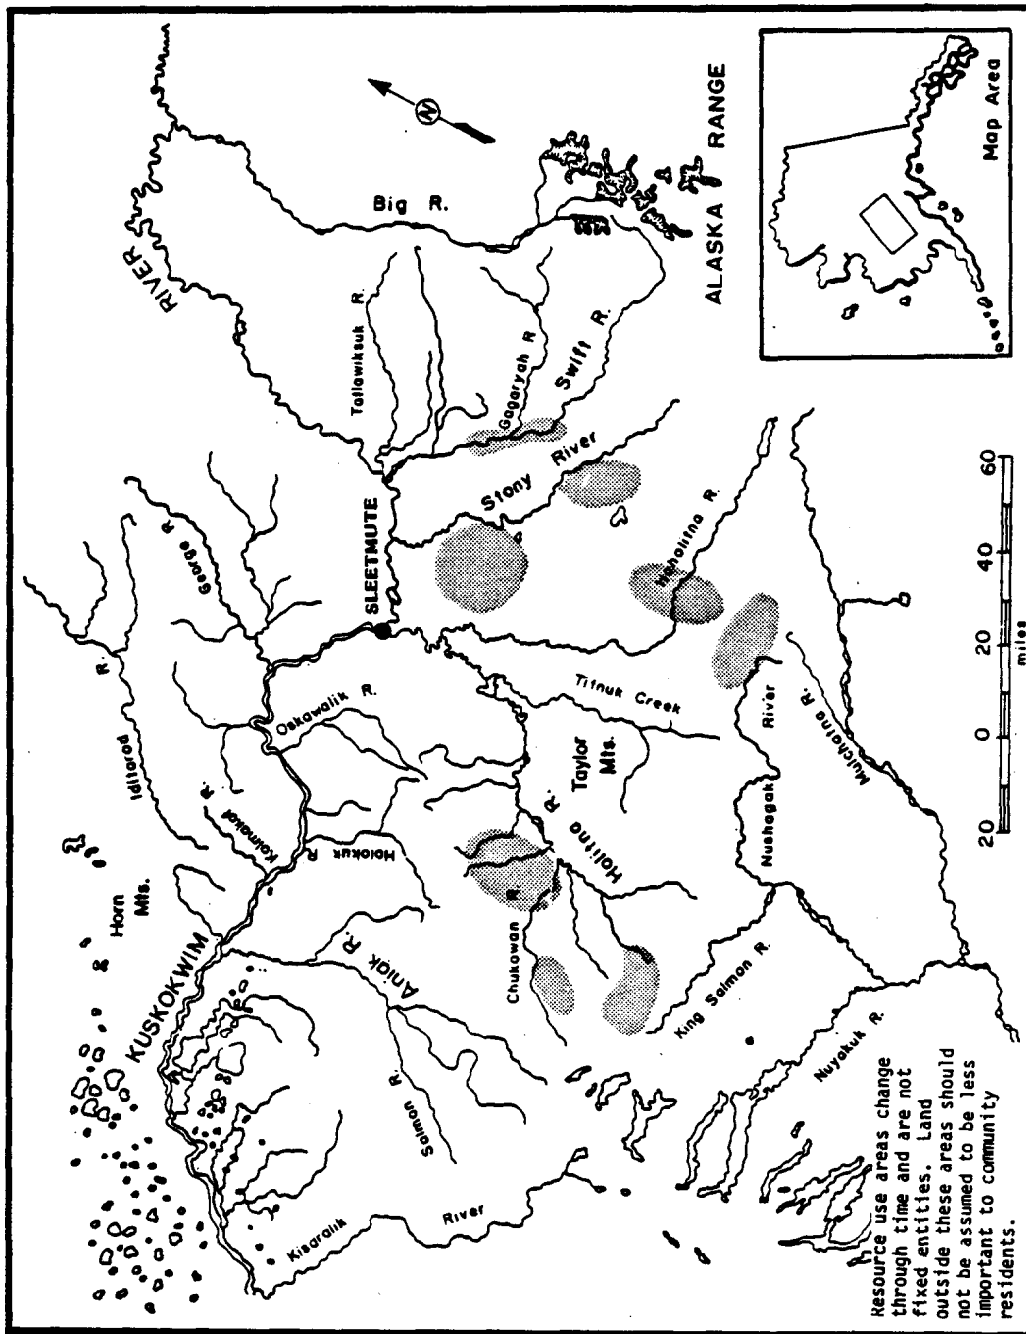 KUSKOKWIM
RIVER
Horn
Mts.
Iditarod R.
George R.
Kolmakof R.
Oskawalik R.
Holokuk R.
Aniak R.
Salmon R.
Kisaralik River
SLEETMUTE
Tatlawiksuk R.
Big R.
Gagaryah R
Swift R.
Stony River
Honolitna R.
Titnuk Creek
Taylor
Mts.
Holitna R.
Chukowan R
Nushagak River
Mulchatna R.
King Salmon R.
Nuyakuk R.
ALASKA RANGE
N
Map Area
20 0 20 40 60
miles
Resource use areas change
through time and are not
fixed entities. Land
outside these areas should
not be assumed to be less
important to community
residents.